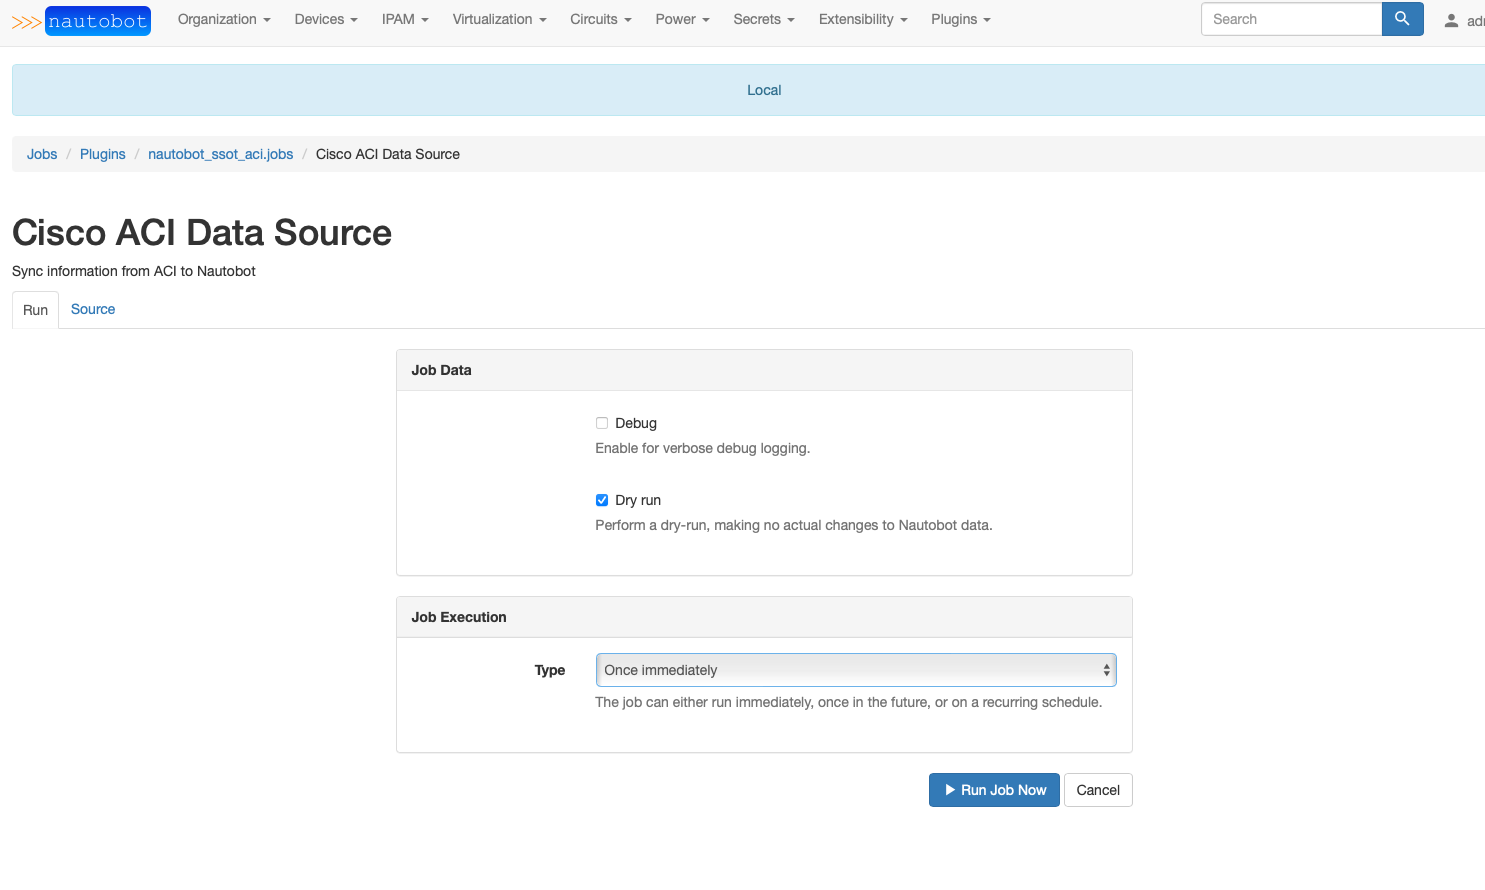 >>> nautobot Organization Devices IPAM Virtualization Circuits Power Secrets Extensibility Plugins Search
Local
Jobs / Plugins / nautobot_ssot_aci.jobs / Cisco ACI Data Source
Cisco ACI Data Source
Sync information from ACI to Nautobot
Run Source
Job Data
Debug
Enable for verbose debug logging.
Dry run
Perform a dry-run, making no actual changes to Nautobot data.
Job Execution
Type Once immediately
The job can either run immediately, once in the future, or on a recurring schedule.
Run Job Now Cancel